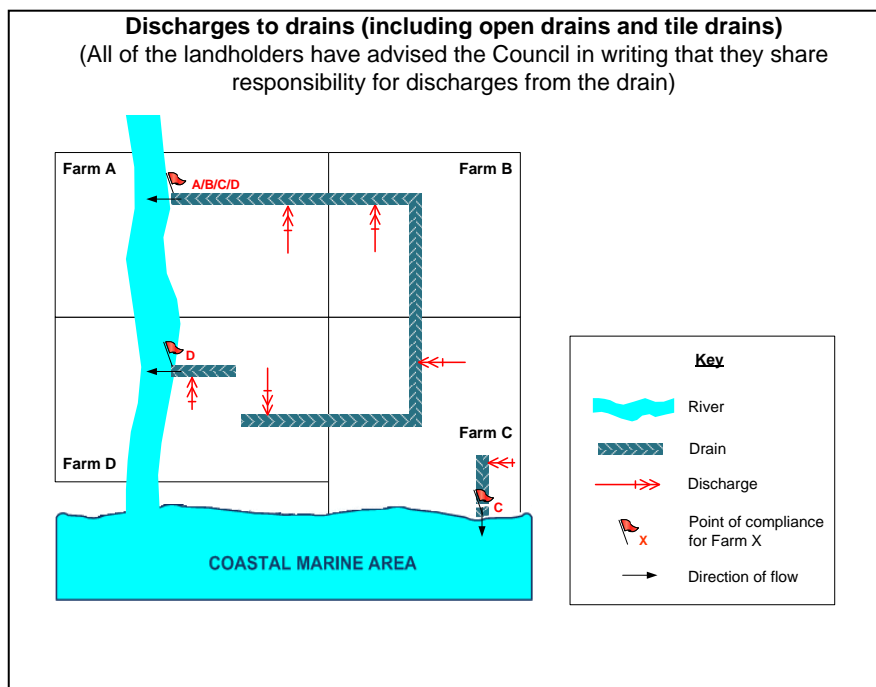 Discharges to drains (including open drains and tile drains)
(All of the landholders have advised the Council in writing that they share
responsibility for discharges from the drain)
Farm A
A/B/C/D
Farm B
D
Farm C
Farm D
C
COASTAL MARINE AREA
Key
River
Drain
Discharge
X
Point of compliance
for Farm X
Direction of flow